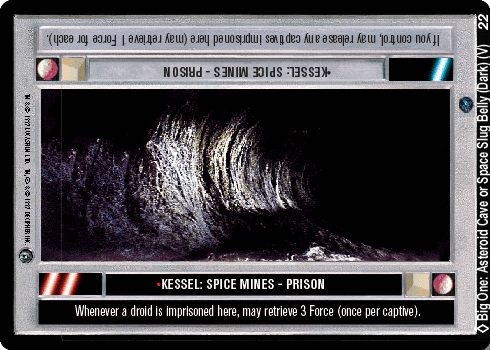 If you control, may release any captives imprisoned here (may retrieve 1 Force for each).
•KESSEL: SPICE MINES - PRISON
•KESSEL: SPICE MINES - PRISON
Whenever a droid is imprisoned here, may retrieve 3 Force (once per captive).
◇ Big One: Asteroid Cave or Space Slug Belly (Dark) (V) 22